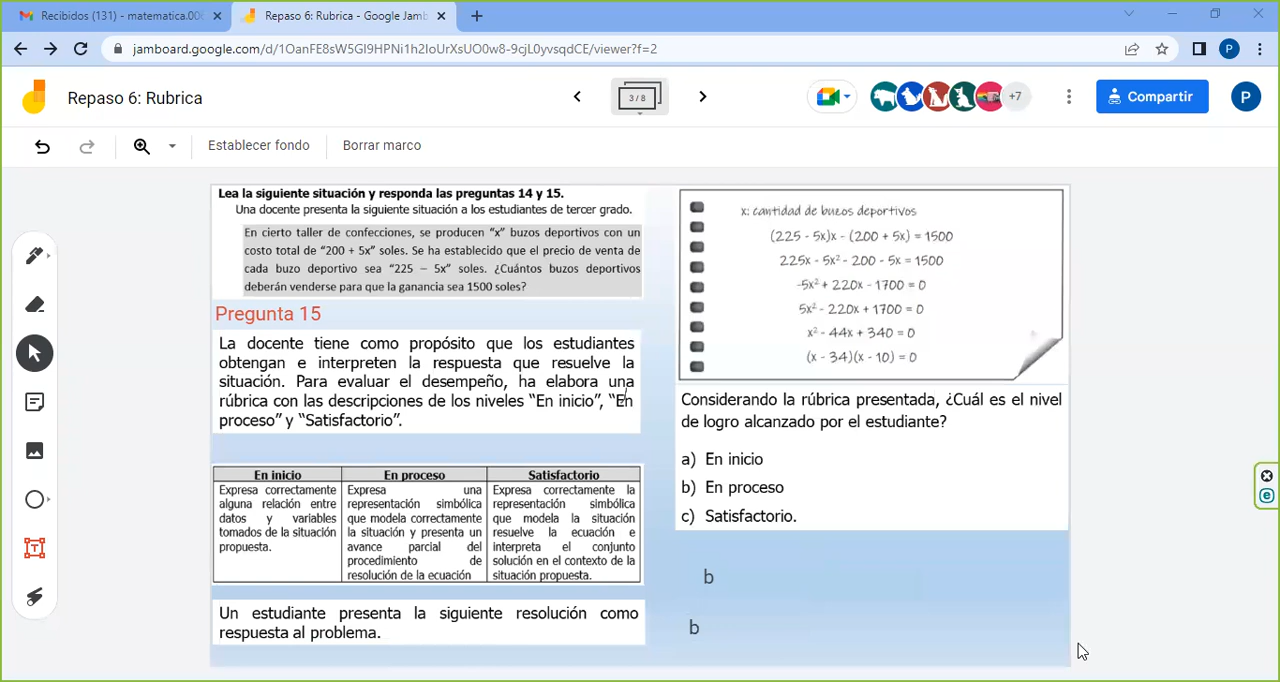 Recibidos (131) - matematica.00
Repaso 6: Rubrica - Google Jamb
jamboard.google.com/d/1OanFE8sW5GI9HPNi1h2IoUrXsUO0w8-9cjL0yvsqdCE/viewer?f=2
P
Repaso 6: Rubrica
3 / 8
+7
Compartir
P
Establecer fondo
Borrar marco
Lea la siguiente situación y responda las preguntas 14 y 15.
Una docente presenta la siguiente situación a los estudiantes de tercer grado.
En cierto taller de confecciones, se producen “x” buzos deportivos con un
costo total de “200 + 5x” soles. Se ha establecido que el precio de venta de
cada buzo deportivo sea “225 – 5x” soles. ¿Cuántos buzos deportivos
deberán venderse para que la ganancia sea 1500 soles?
Pregunta 15
La docente tiene como propósito que los estudiantes
obtengan e interpreten la respuesta que resuelve la
situación. Para evaluar el desempeño, ha elabora una
rúbrica con las descripciones de los niveles “En inicio”, “En
proceso” y “Satisfactorio”.
En inicio
Expresa correctamente
alguna relación entre
datos y variables
tomados de la situación
propuesta.
En proceso
Expresa una
representación simbólica
que modela correctamente
la situación y presenta un
avance parcial del
procedimiento de
resolución de la ecuación
Satisfactorio
Expresa correctamente la
representación simbólica
que modela la situación
resuelve la ecuación e
interpreta el conjunto
solución en el contexto de la
situación propuesta.
Un estudiante presenta la siguiente resolución como
respuesta al problema.
x: cantidad de buzos deportivos
(225 - 5x)x - (200 + 5x) = 1500
225x - 5x² - 200 - 5x = 1500
-5x² + 220x - 1700 = 0
5x² - 220x + 1700 = 0
x² - 44x + 340 = 0
(x - 34)(x - 10) = 0
Considerando la rúbrica presentada, ¿Cuál es el nivel
de logro alcanzado por el estudiante?
a) En inicio
b) En proceso
c) Satisfactorio.
b
b